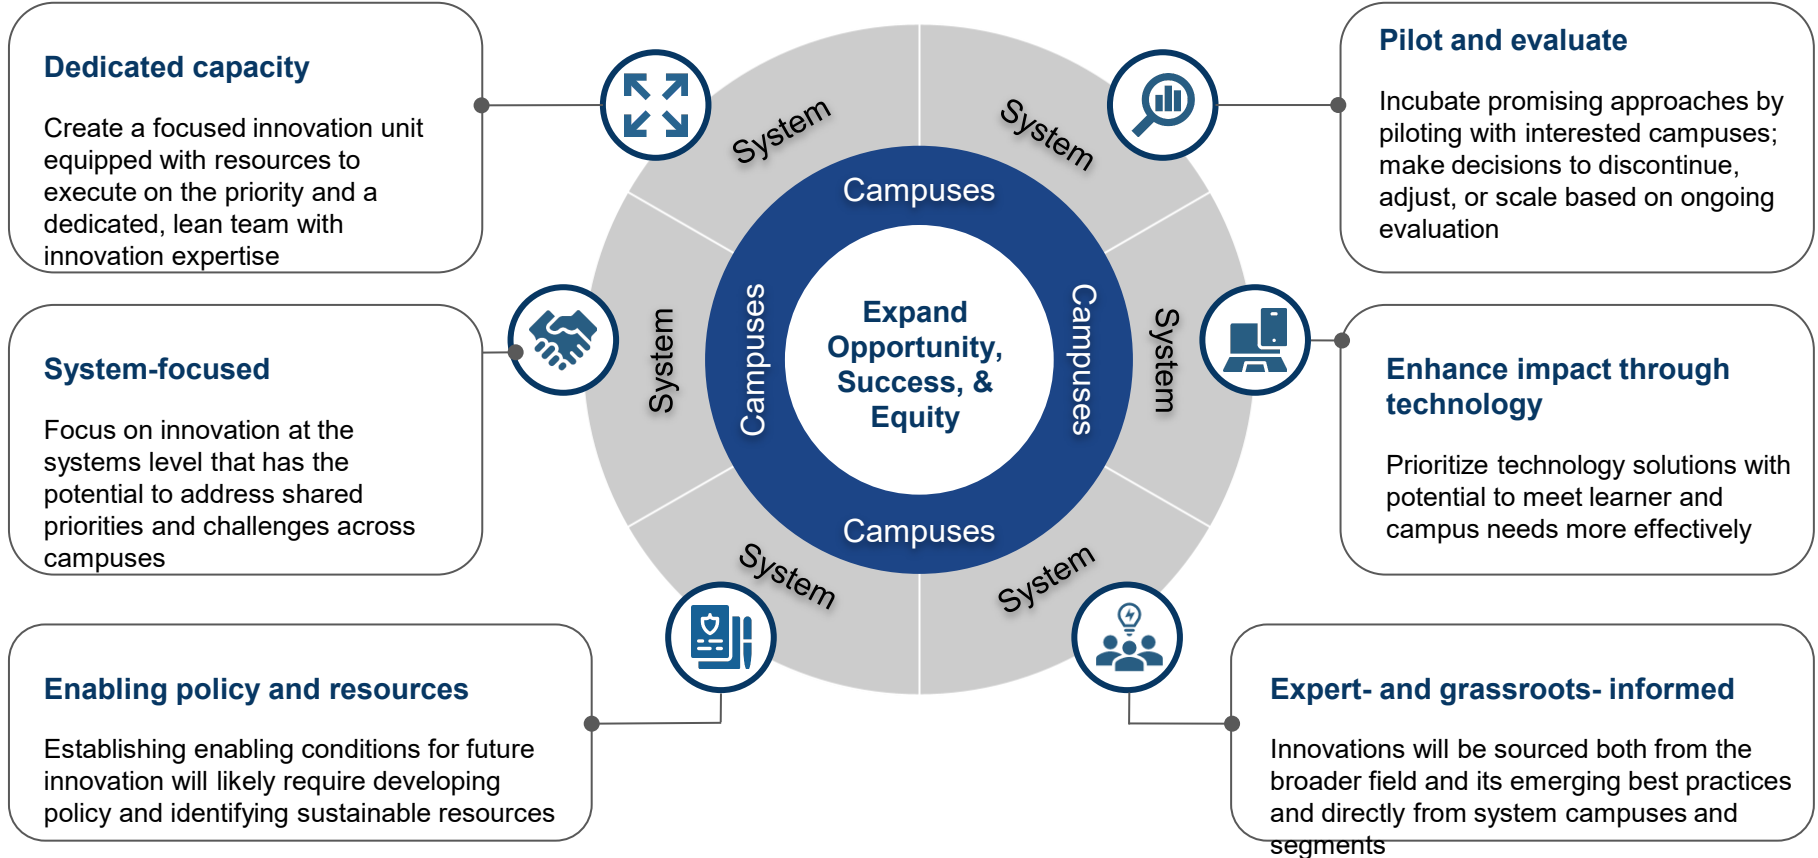 Dedicated capacity
Create a focused innovation unit
equipped with resources to
execute on the priority and a
dedicated, lean team with
innovation expertise
System-focused
Focus on innovation at the
systems level that has the
potential to address shared
priorities and challenges across
campuses
Enabling policy and resources
Establishing enabling conditions for future
innovation will likely require developing
policy and identifying sustainable resources
System
System
System
System
System
System
Campuses
Campuses
Campuses
Campuses
Expand
Opportunity,
Success, &
Equity
Pilot and evaluate
Incubate promising approaches by
piloting with interested campuses;
make decisions to discontinue,
adjust, or scale based on ongoing
evaluation
Enhance impact through
technology
Prioritize technology solutions with
potential to meet learner and
campus needs more effectively
Expert- and grassroots- informed
Innovations will be sourced both from the
broader field and its emerging best practices
and directly from system campuses and
segments